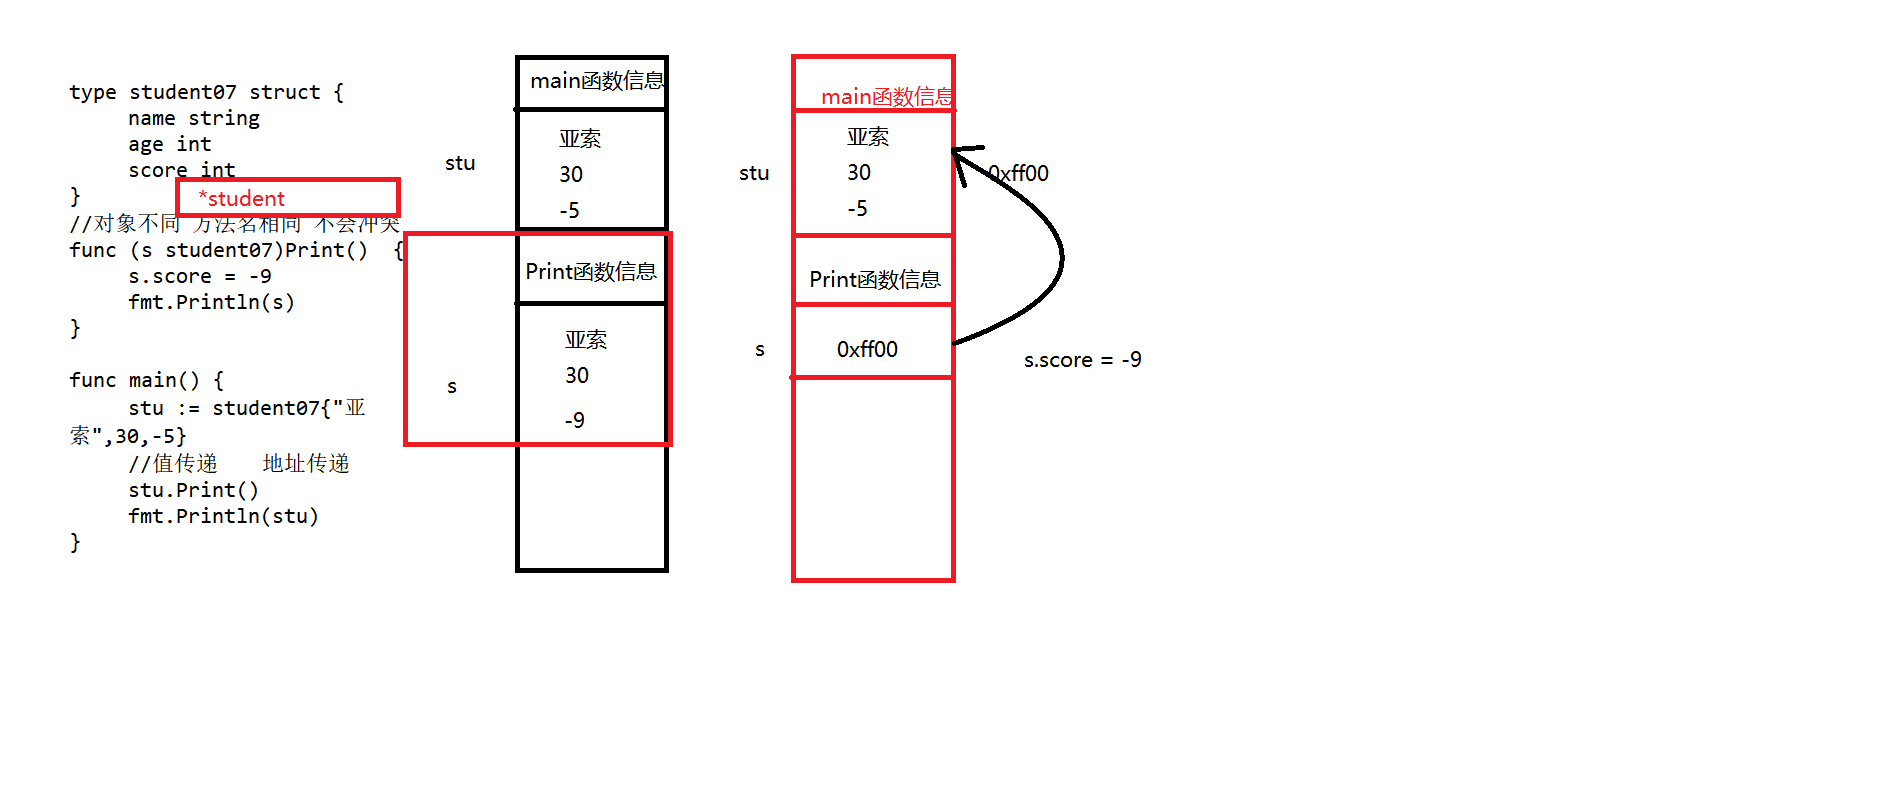 type student07 struct {
name string
age int
score int
}
*student
//对象不同 方法名相同 不会冲突
func (s student07)Print() {
s.score = -9
fmt.Println(s)
}
func main() {
stu := student07{"亚
索",30,-5}
//值传递 地址传递
stu.Print()
fmt.Println(stu)
}
main函数信息
stu
亚索
30
-5
Print函数信息
s
亚索
30
-9
main函数信息
stu
亚索
30
-5
0xff00
Print函数信息
s
0xff00
s.score = -9